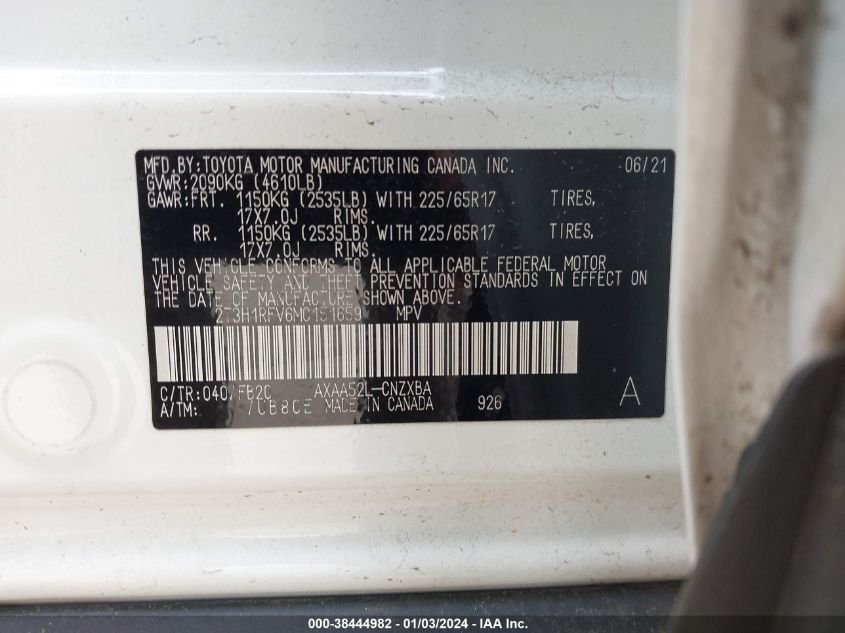 MFD.BY:TOYOTA MOTOR MANUFACTURING CANADA INC. 06/21
GVWR:2090KG (4610LB)
GAWR:FRT. 1150KG (2535LB) WITH 225/65R17 TIRES,
17X7.0J RIMS.
RR. 1150KG (2535LB) WITH 225/65R17 TIRES,
17X7.0J RIMS.
THIS VEHICLE CONFORMS TO ALL APPLICABLE FEDERAL MOTOR
VEHICLE SAFETY AND THEFT PREVENTION STANDARDS IN EFFECT ON
THE DATE OF MANUFACTURE SHOWN ABOVE.
2T3H1RFV6MC151659 MPV
C/TR:040/FB20 AXAA52L-CNZXBA
A/TM: /CB8CE MADE IN CANADA 926 A
000-38444982 - 01/03/2024 - IAA Inc.